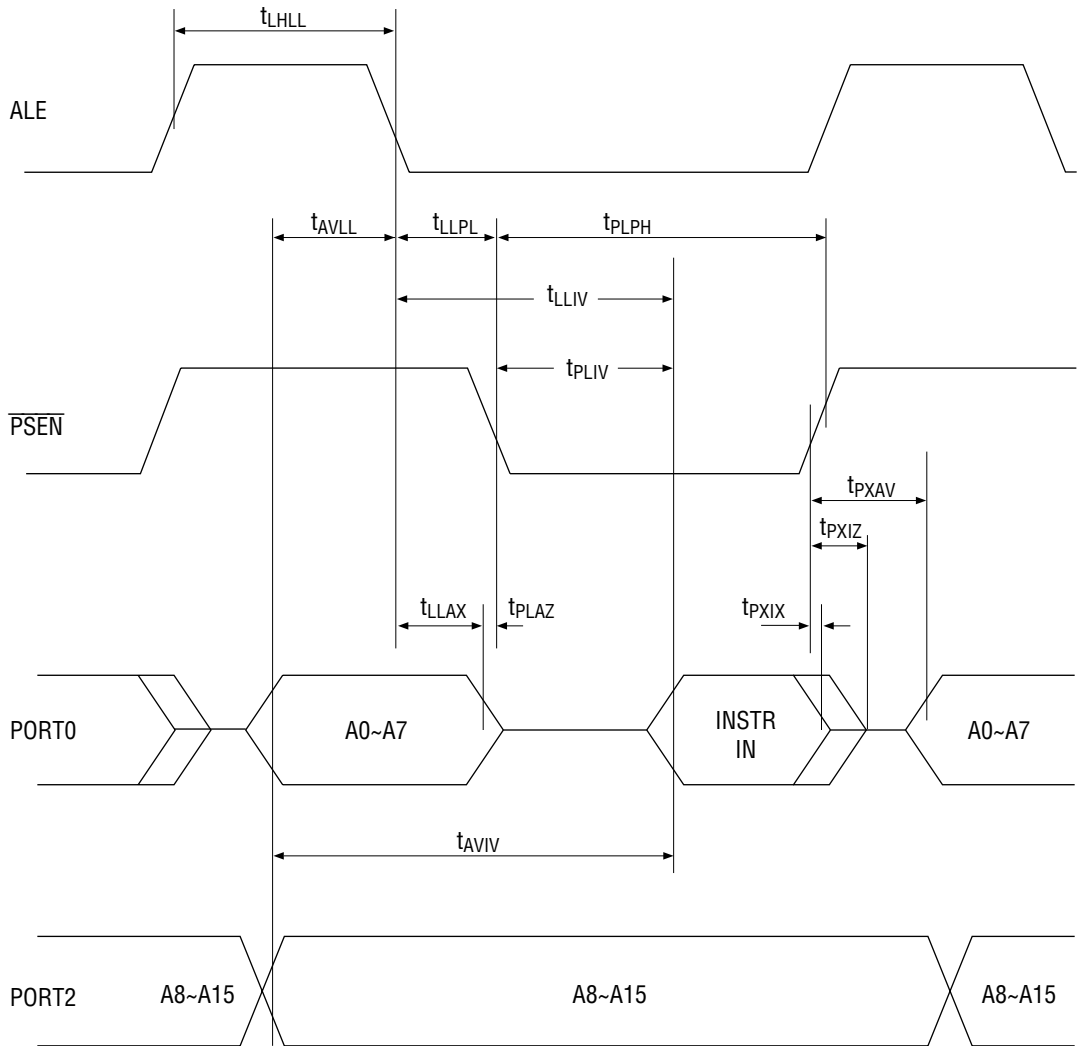 tLHLL
ALE
tAVLL tLLPL tPLPH
tLLIV
tPLIV
PSEN
tPXAV
tPXIZ
tLLAX tPLAZ tPXIX
PORT0 A0~A7 INSTR IN A0~A7
tAVIV
PORT2 A8~A15 A8~A15 A8~A15